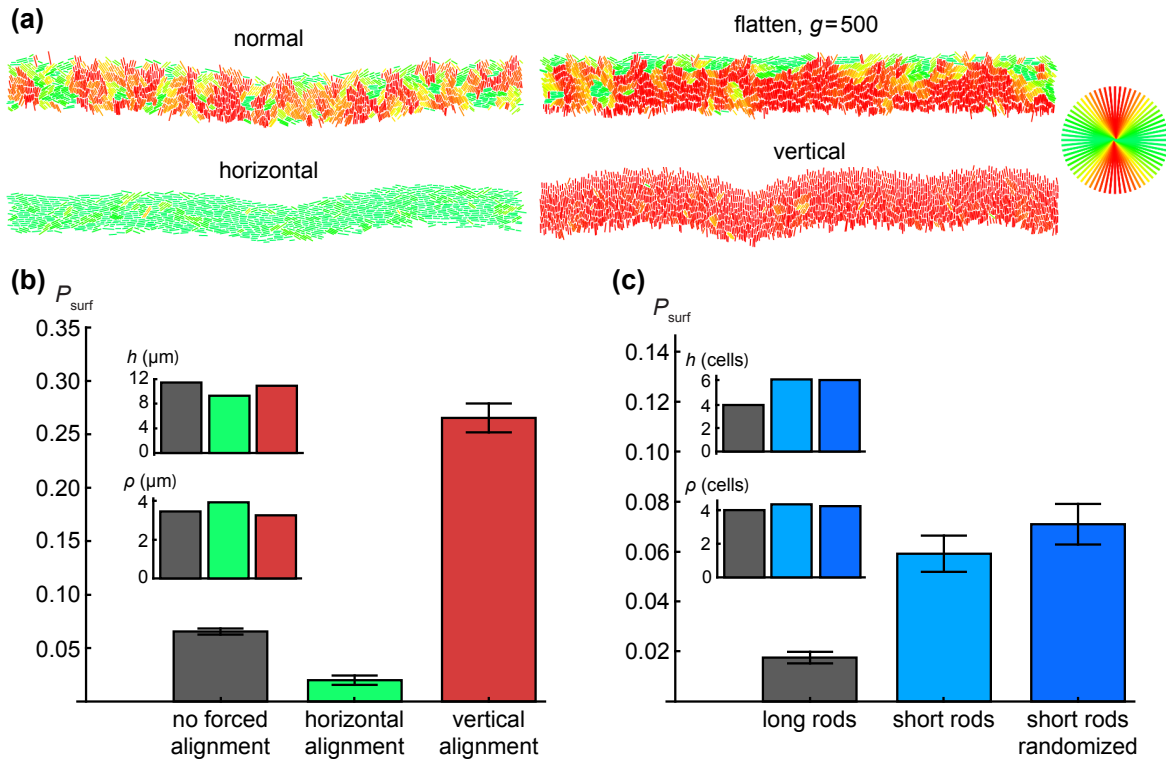 (a)
normal
flatten, g=500
horizontal
vertical
(b)
P surf
0.35
0.30
0.25
0.20
0.15
0.10
0.05
h (μm)
12
8
4
0
ρ (μm)
4
2
0
no forced
alignment
horizontal
alignment
vertical
alignment
(c)
P surf
0.14
0.12
0.10
0.08
0.06
0.04
0.02
h (cells)
6
4
2
0
ρ (cells)
4
2
0
long rods
short rods
short rods
randomized